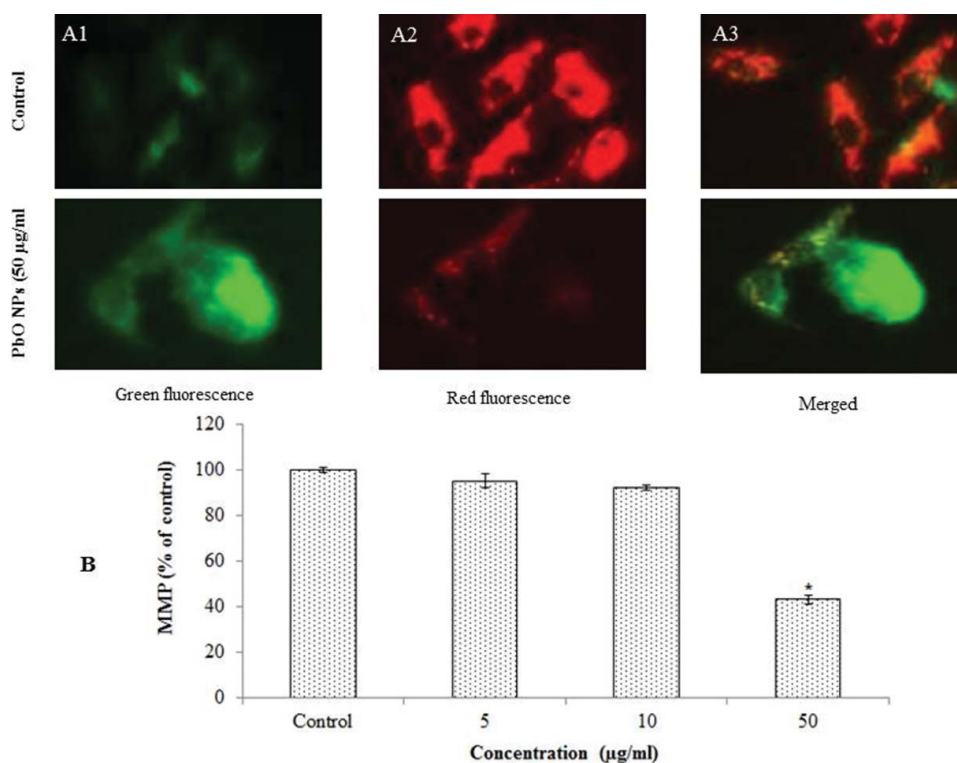 A1
A2
A3
Control
PbO NPs (50 µg/ml
Green fluorescence
Red fluorescence
Merged
B
MMP (% of control)
120
100
80
60
40
20
0
*
Control
5
10
50
Concentration (µg/ml)